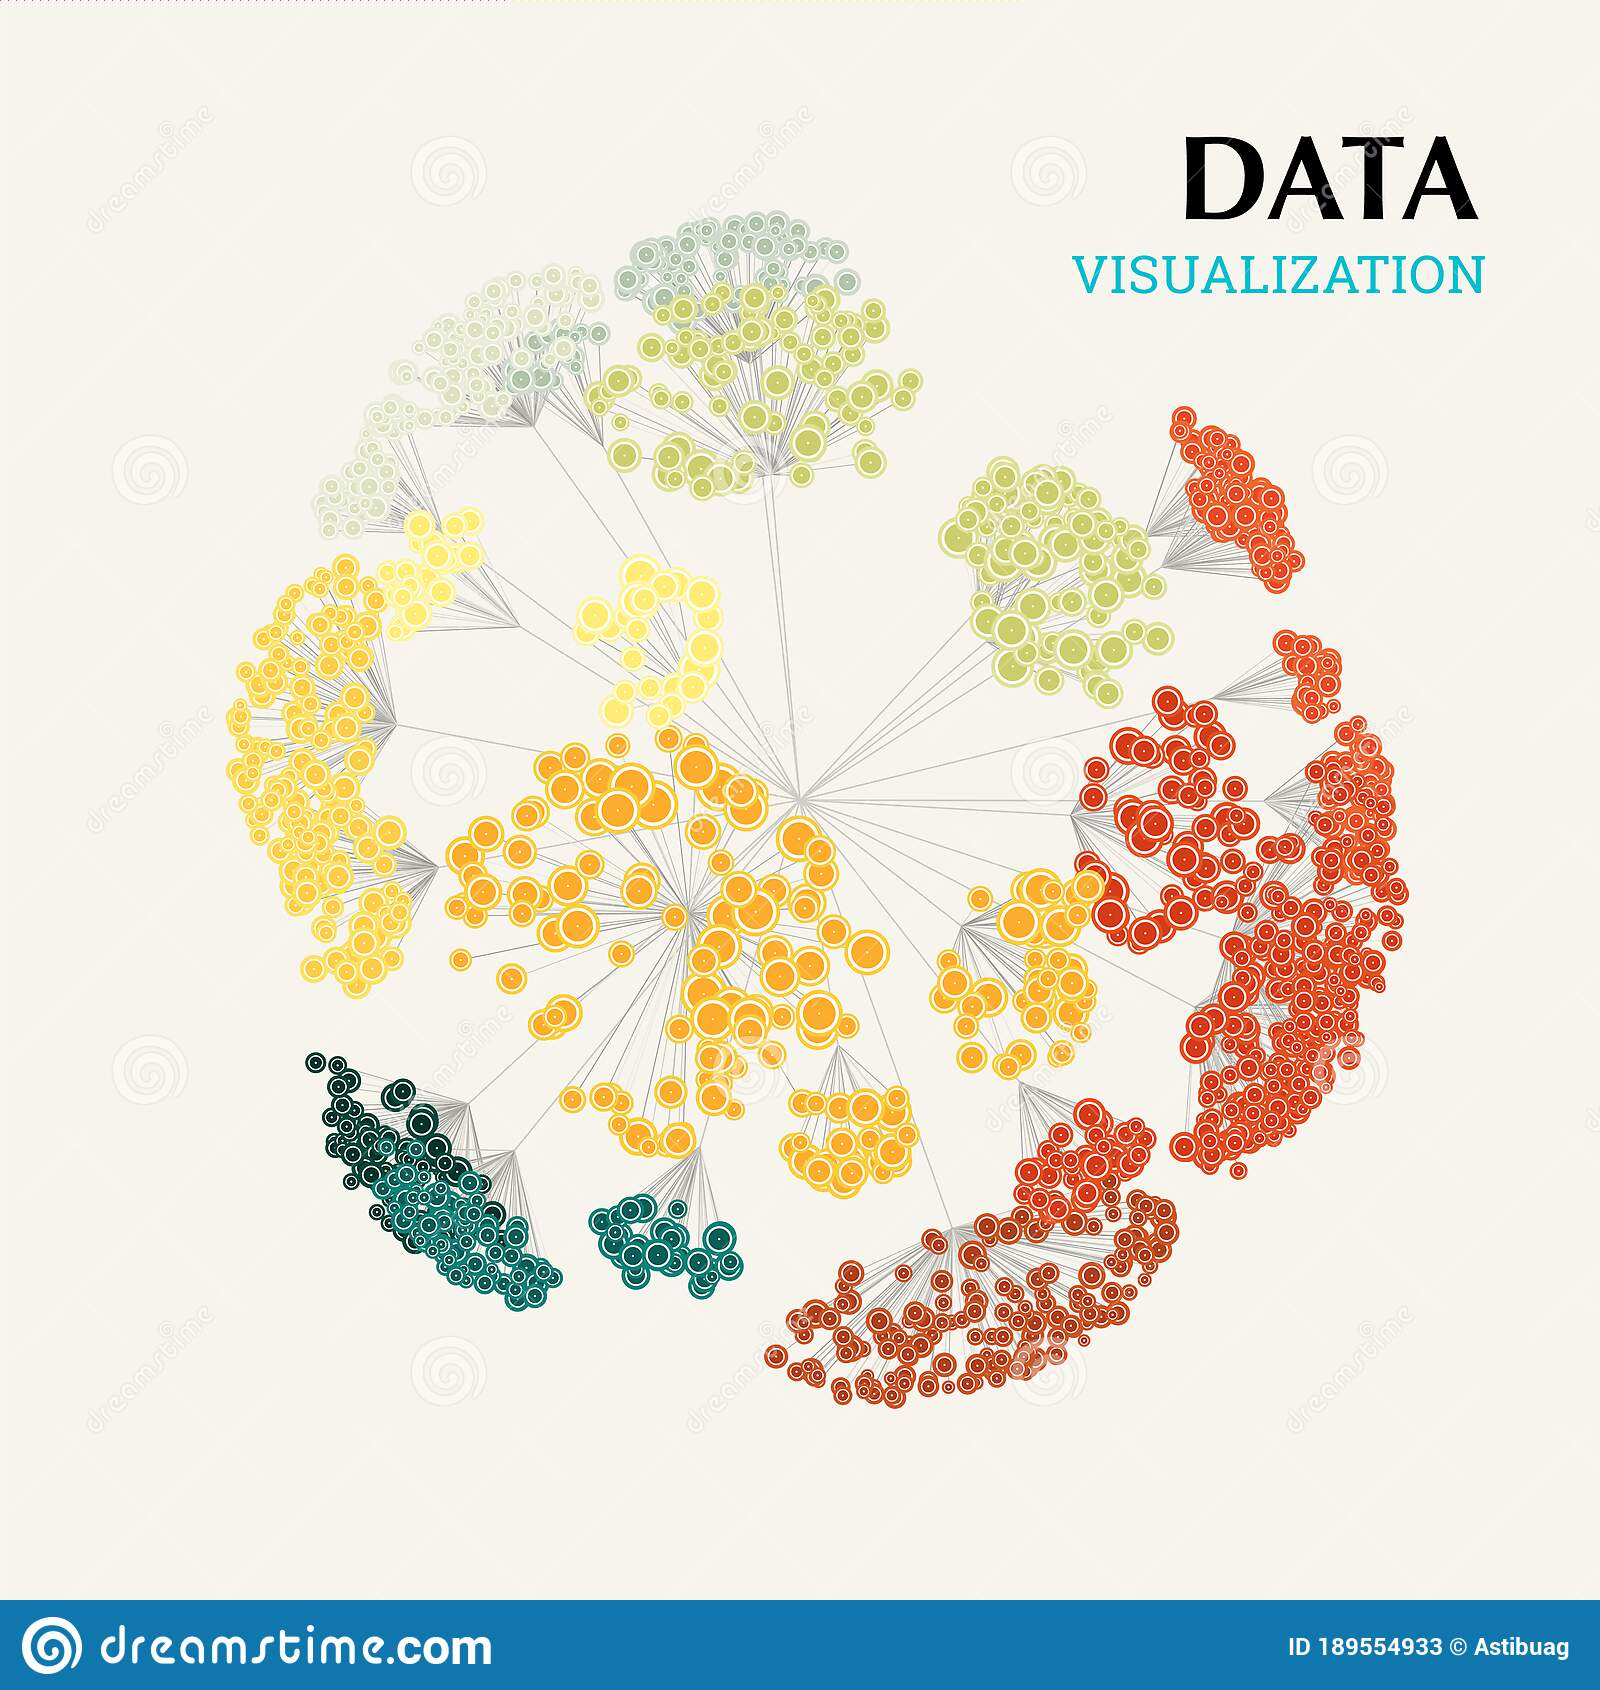 DATA
VISUALIZATION
dreamstime.com
ID 189554933 © Astibuag